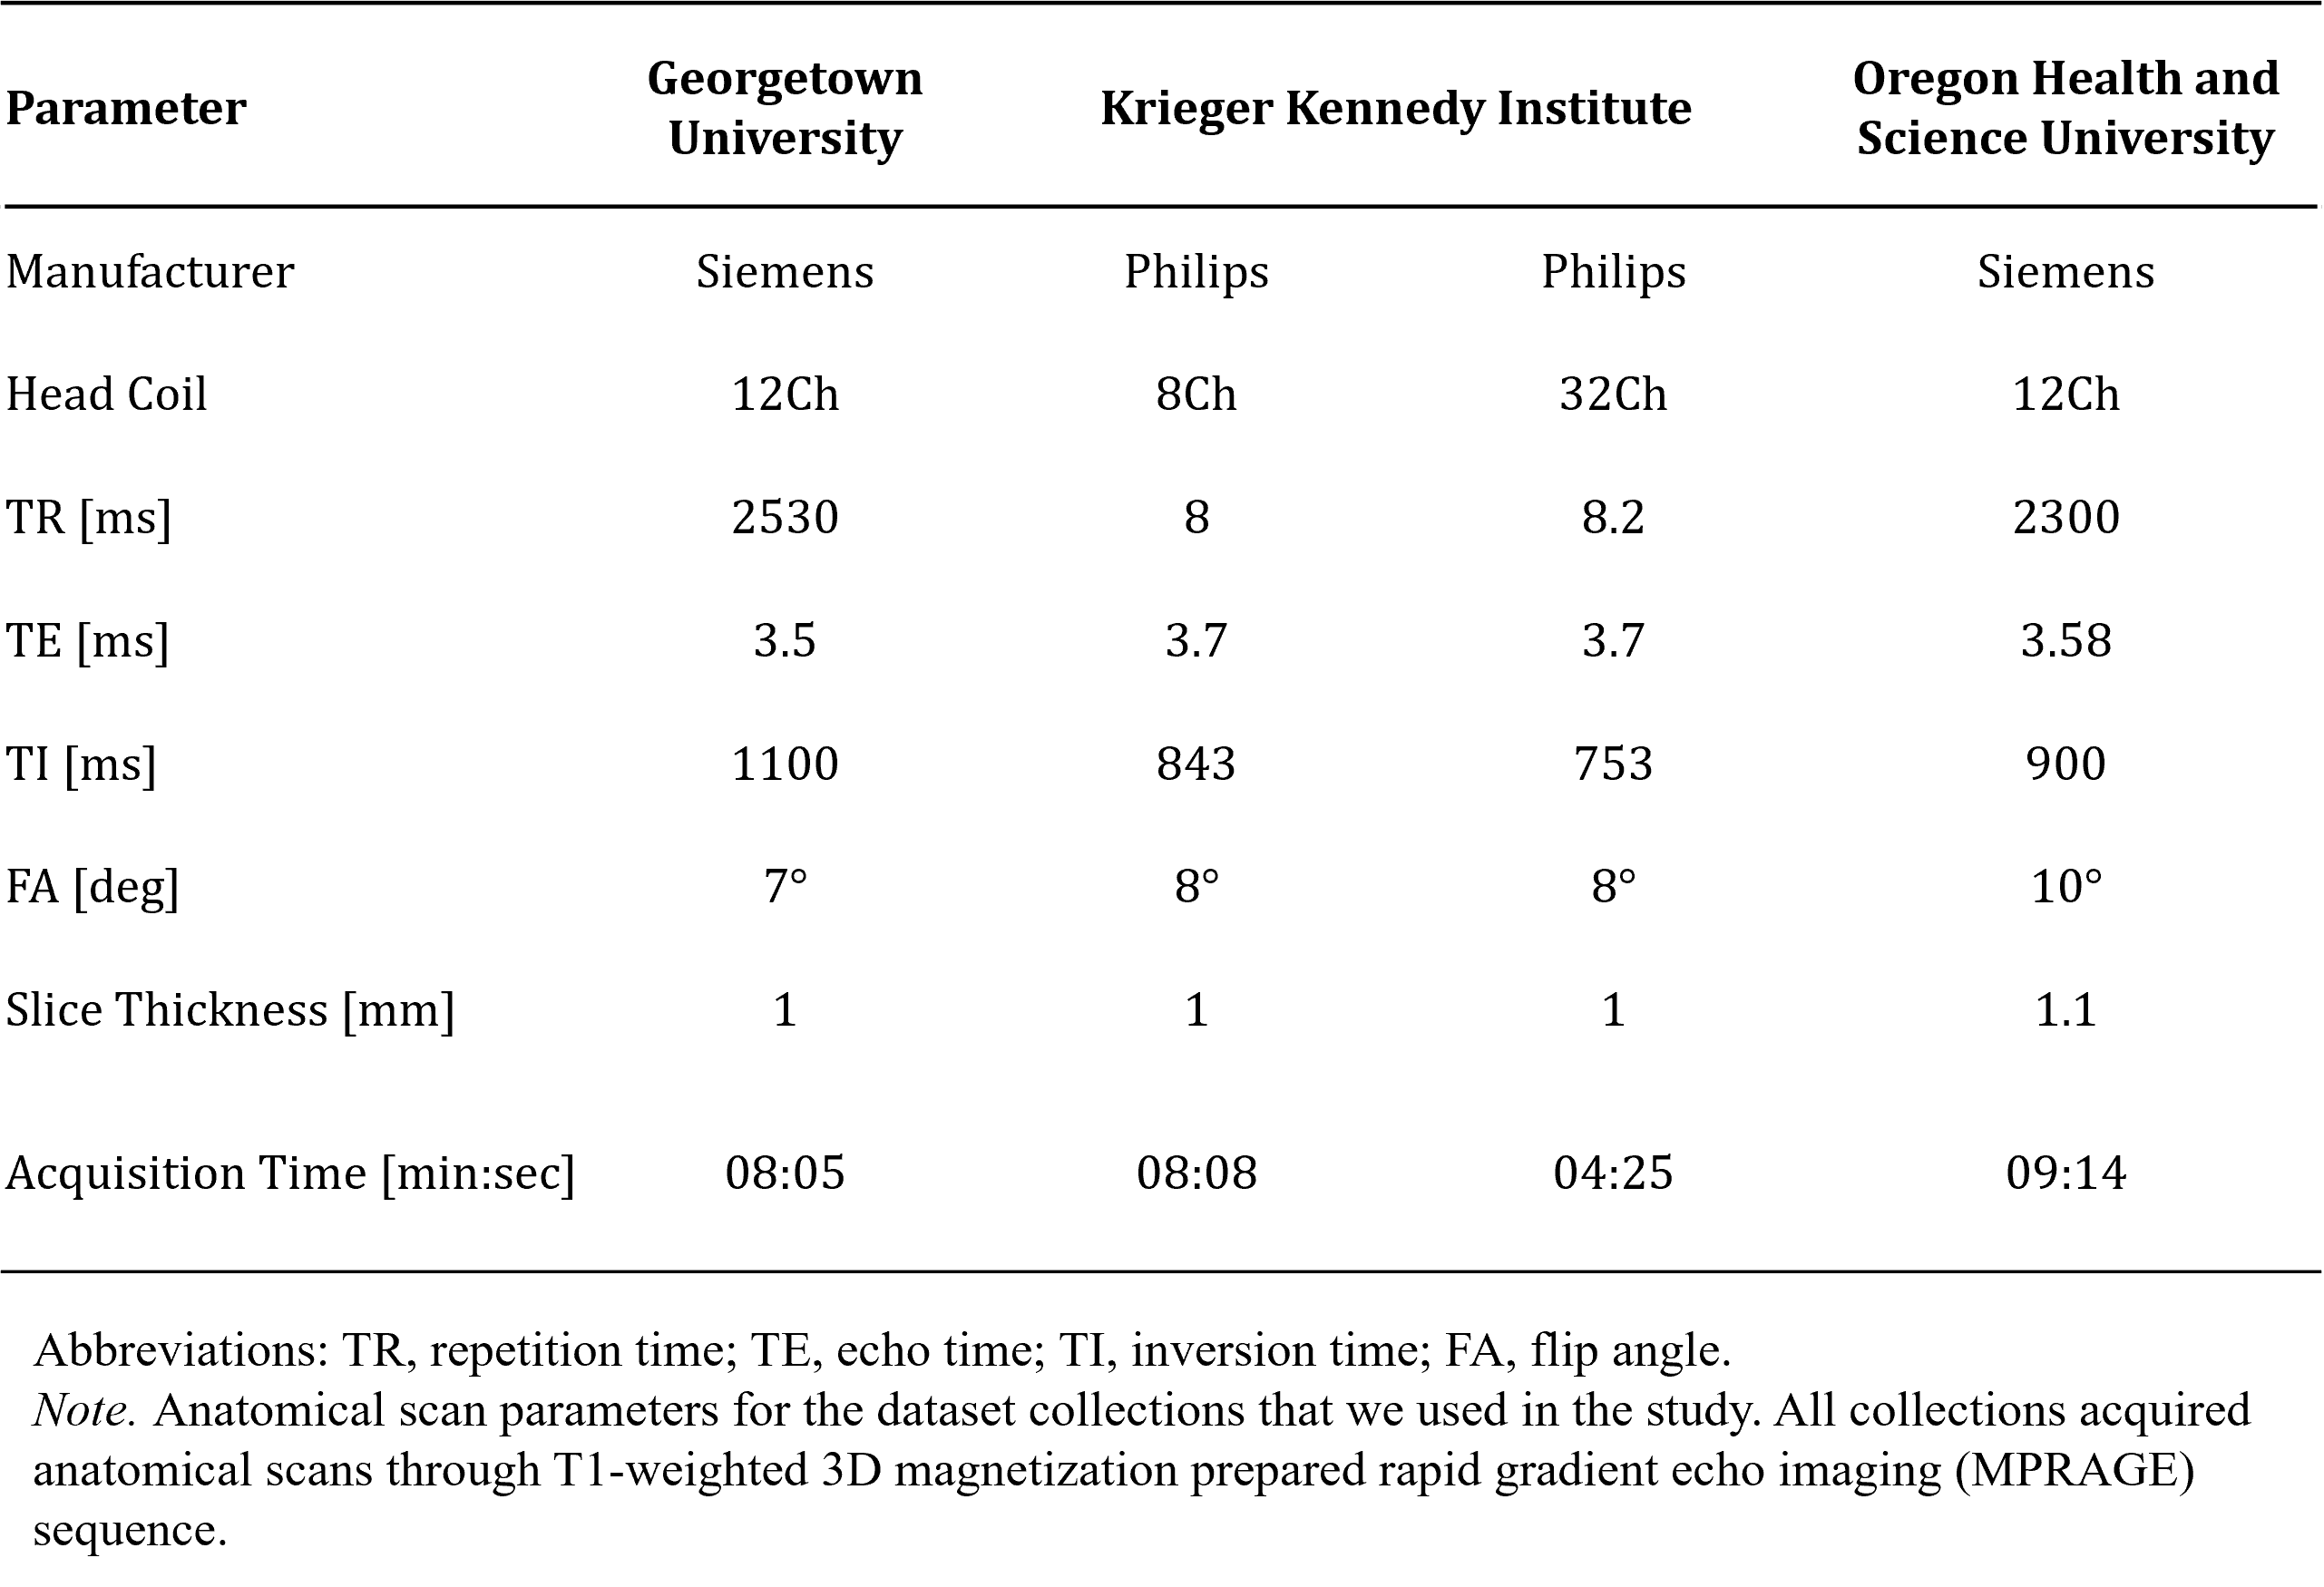 Parameter Georgetown University Krieger Kennedy Institute Oregon Health and Science University
Manufacturer Siemens Philips Philips Siemens
Head Coil 12Ch 8Ch 32Ch 12Ch
TR [ms] 2530 8 8.2 2300
TE [ms] 3.5 3.7 3.7 3.58
TI [ms] 1100 843 753 900
FA [deg] 7° 8° 8° 10°
Slice Thickness [mm] 1 1 1 1.1
Acquisition Time [min:sec] 08:05 08:08 04:25 09:14
Abbreviations: TR, repetition time; TE, echo time; TI, inversion time; FA, flip angle.
Note. Anatomical scan parameters for the dataset collections that we used in the study. All collections acquired
anatomical scans through T1-weighted 3D magnetization prepared rapid gradient echo imaging (MPRAGE)
sequence.